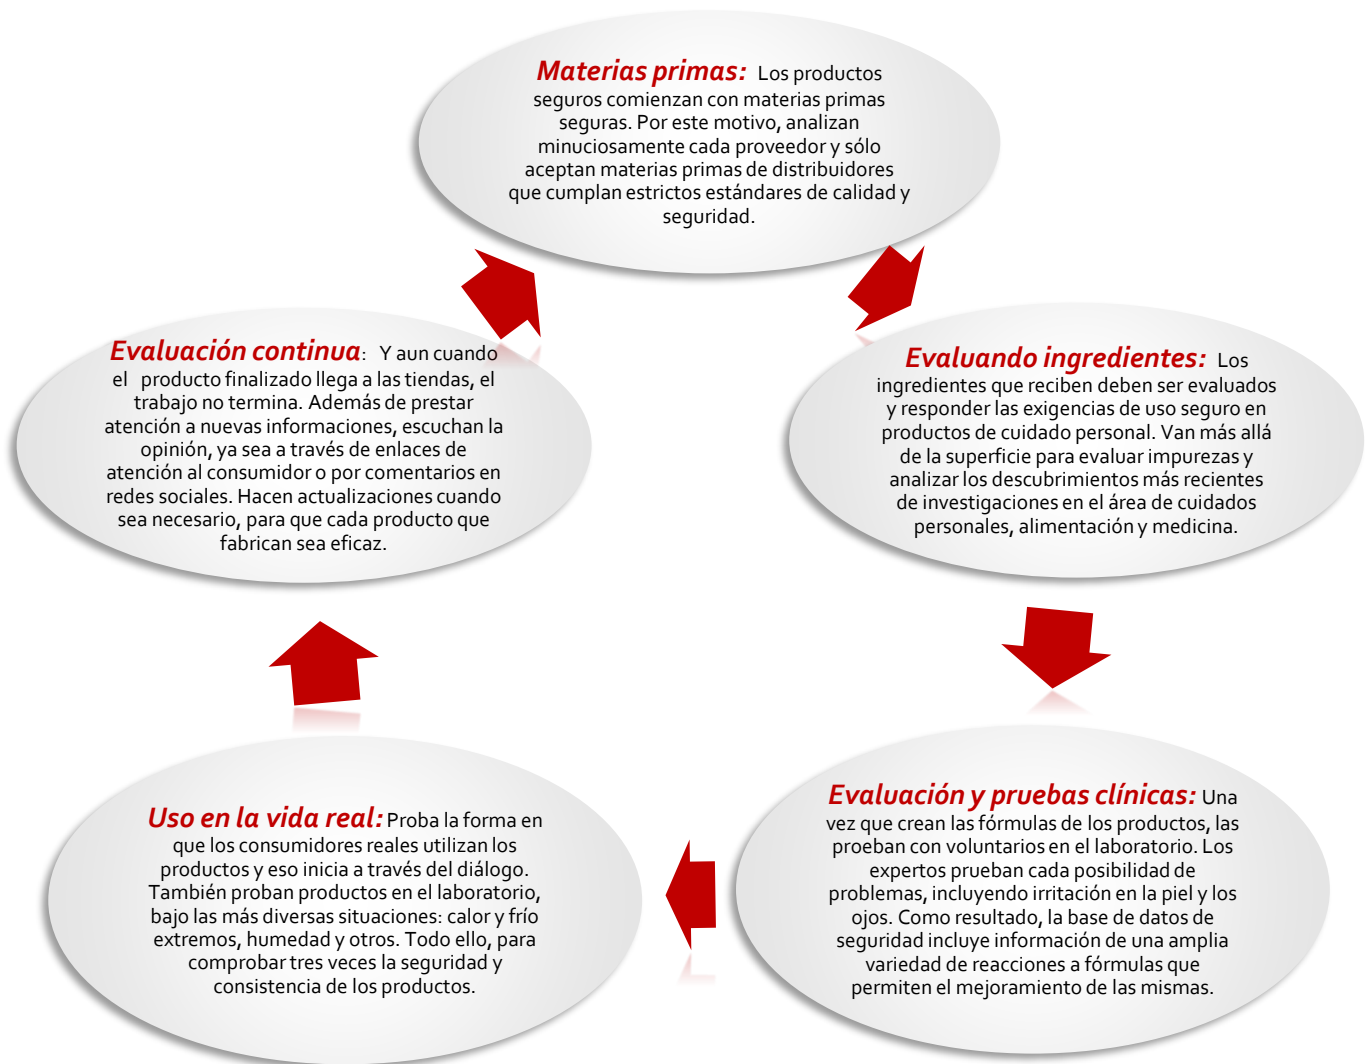 Materias primas: Los productos
seguros comienzan con materias primas
seguras. Por este motivo, analizan
minuciosamente cada proveedor y sólo
aceptan materias primas de distribuidores
que cumplan estrictos estándares de calidad y
seguridad.
Evaluando ingredientes: Los
ingredientes que reciben deben ser evaluados
y responder las exigencias de uso seguro en
productos de cuidado personal. Van más allá
de la superficie para evaluar impurezas y
analizar los descubrimientos más recientes
de investigaciones en el área de cuidados
personales, alimentación y medicina.
Evaluación y pruebas clínicas: Una
vez que crean las fórmulas de los productos, las
proeban con voluntarios en el laboratorio. Los
expertos prueban cada posibilidad de
problemas, incluyendo irritación en la piel y los
ojos. Como resultado, la base de datos de
seguridad incluye información de una amplia
variedad de reacciones a fórmulas que
permiten el mejoramiento de las mismas.
Uso en la vida real: Proba la forma en
que los consumidores reales utilizan los
productos y eso inicia a través del diálogo.
También proban productos en el laboratorio,
bajo las más diversas situaciones: calor y frío
extremos, humedad y otros. Todo ello, para
comprobar tres veces la seguridad y
consistencia de los productos.
Evaluación continua: Y aun cuando
el producto finalizado llega a las tiendas, el
trabajo no termina. Además de prestar
atención a nuevas informaciones, escuchan la
opinión, ya sea a través de enlaces de
atención al consumidor o por comentarios en
redes sociales. Hacen actualizaciones cuando
sea necesario, para que cada producto que
fabrican sea eficaz.